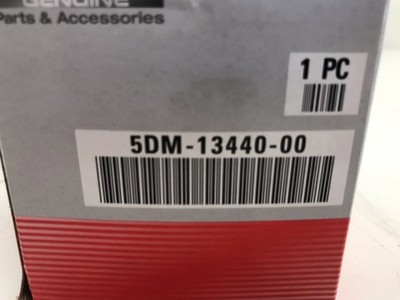 GENUINE
Parts & Accessories
1 PC
5DM-13440-00